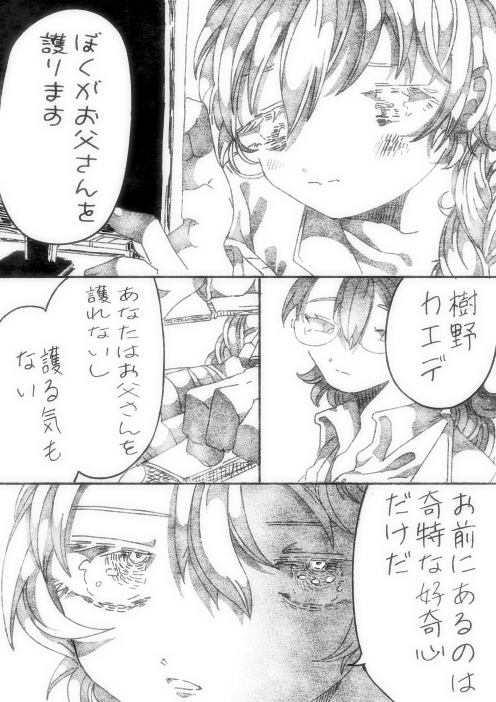 ぼくがお父さんを
護ります
樹野
カエデ
あなたはお父さんを
護れないし
護る気も
ない
お前にあるのは
奇特な好奇心
だけだ